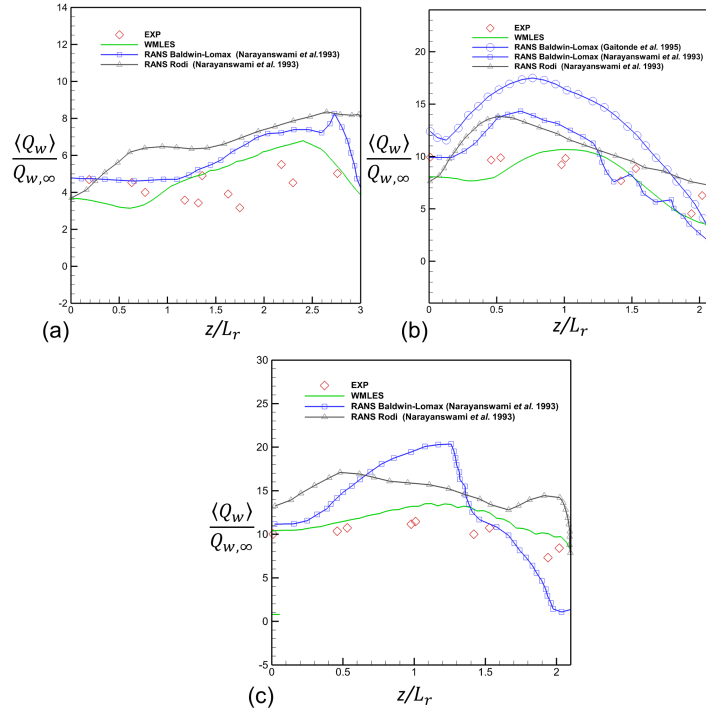 14
12
10
8
6
4
2
0
-2
0
0.5
1
1.5
2
2.5
3
EXP
WMLES
RANS Baldwin-Lomax (Narayanswami et al.1993)
RANS Rodi (Narayanswami et al. 1993)
⟨Q_w⟩
Q_{w,∞}
(a)
z/L_r
20
15
10
5
0
0
0.5
1
1.5
2
EXP
WMLES
RANS Baldwin-Lomax (Gaitonde et al. 1995)
RANS Baldwin-Lomax (Narayanswami et al. 1993)
RANS Rodi (Narayanswami et al. 1993)
(b)
z/L_r
30
25
20
15
10
5
0
-5
0
0.5
1
1.5
2
EXP
WMLES
RANS Baldwin-Lomax (Narayanswami et al. 1993)
RANS Rodi (Narayanswami et al. 1993)
⟨Q_w⟩
Q_{w,∞}
(c)
z/L_r